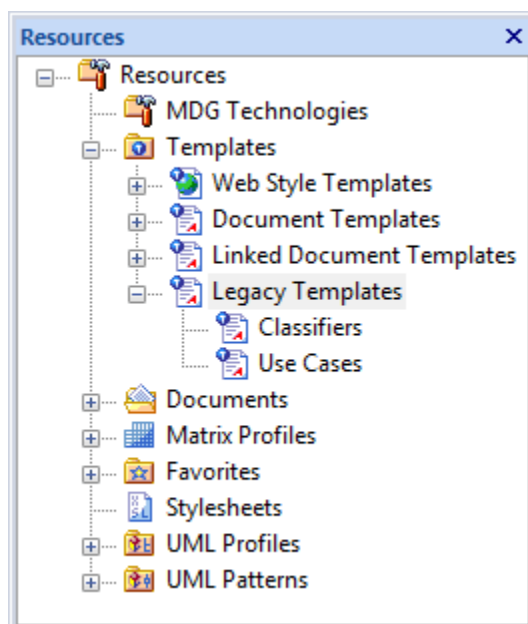 Resources
Resources
MDG Technologies
Templates
Web Style Templates
Document Templates
Linked Document Templates
Legacy Templates
Classifiers
Use Cases
Documents
Matrix Profiles
Favorites
Stylesheets
UML Profiles
UML Patterns